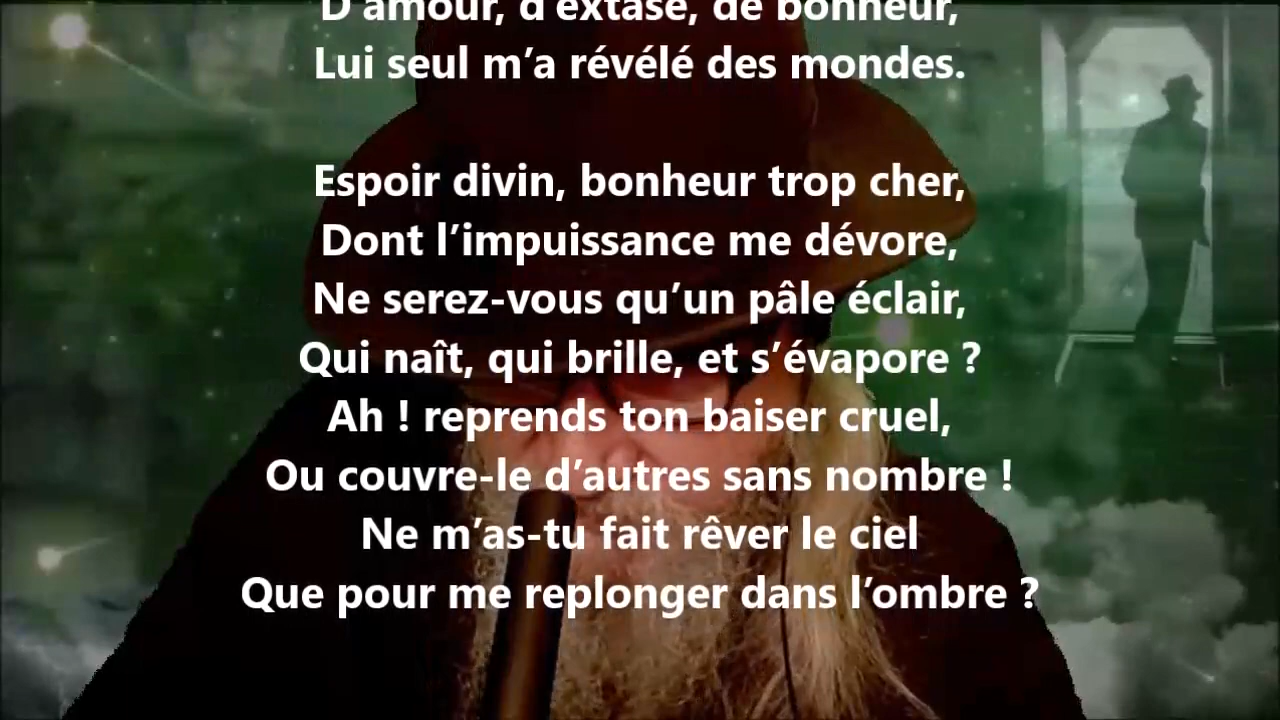 D’amour, d’extase, de bonheur,
Lui seul m’a révélé des mondes.
Espoir divin, bonheur trop cher,
Dont l’impuissance me dévore,
Ne serez-vous qu’un pâle éclair,
Qui naît, qui brille, et s’évapore ?
Ah ! reprends ton baiser cruel,
Ou couvre-le d’autres sans nombre !
Ne m’as-tu fait rêver le ciel
Que pour me replonger dans l’ombre ?